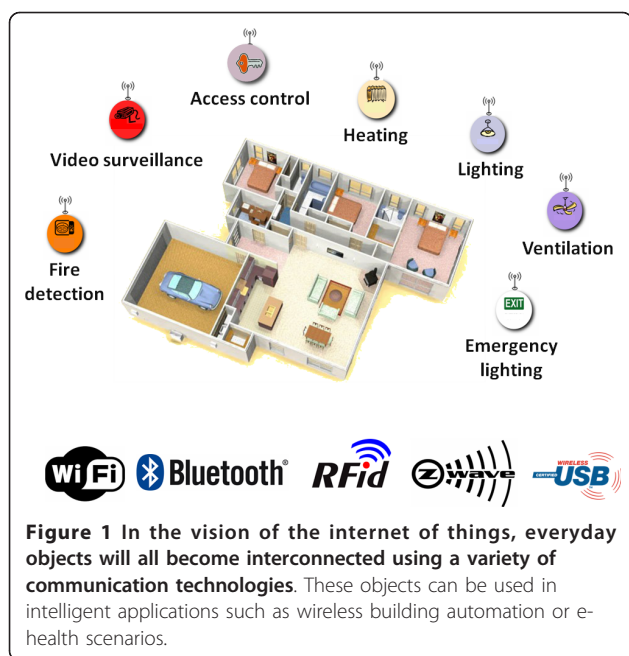 Access control
Heating
Video surveillance
Lighting
Ventilation
Fire
detection
EXIT
Emergency
lighting
Wi Fi
Bluetooth®
RFid
Z wave
CERTIFIED WIRELESS USB
Figure 1 In the vision of the internet of things, everyday
objects will all become interconnected using a variety of
communication technologies. These objects can be used in
intelligent applications such as wireless building automation or e-
health scenarios.